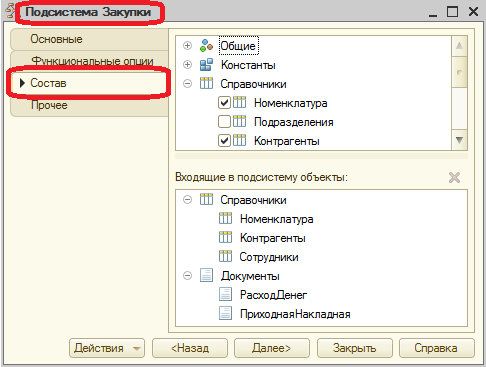 Подсистема Закупки
Основные
Функциональные опции
Состав
Прочее
Общие
Константы
Справочники
Номенклатура
Подразделения
Контрагенты
Входящие в подсистему объекты:
Справочники
Номенклатура
Контрагенты
Сотрудники
Документы
РасходДенег
ПриходнаяНакладная
Действия
<Назад
Далее>
Закрыть
Справка